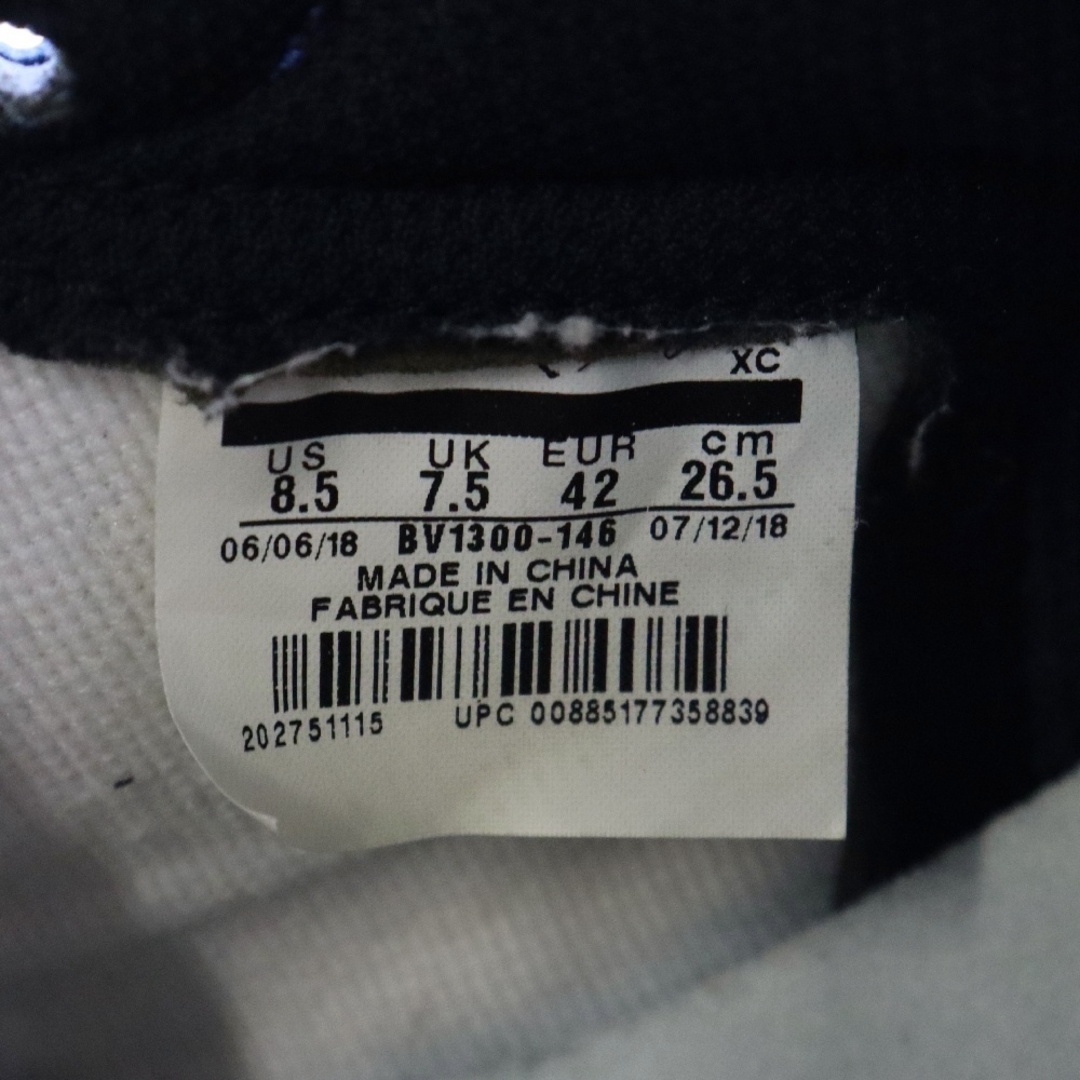 XC
US UK EUR cm
8.5 7.5 42 26.5
06/06/18 BV1300-146 07/12/18
MADE IN CHINA
FABRIQUE EN CHINE
202751115 UPC 00885177358839